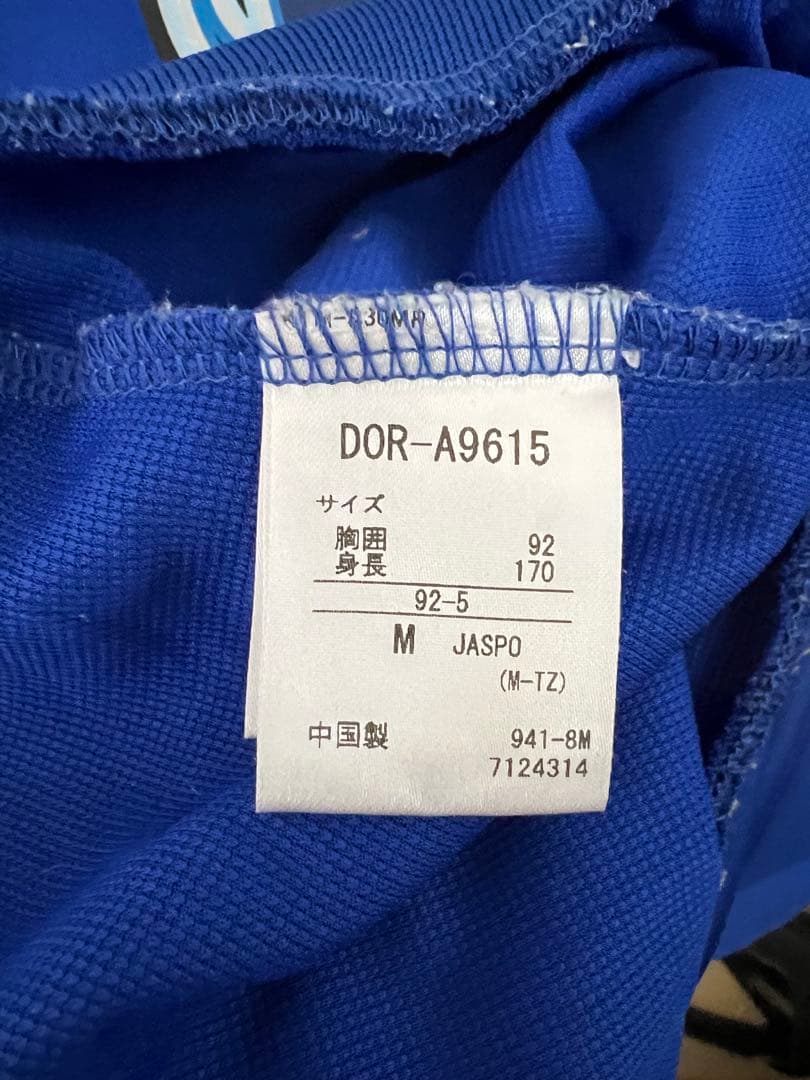 DOR-A9615
サイズ
胸囲 92
身長 170
92-5
M JASPO
(M-TZ)
中国製 941-8M
7124314